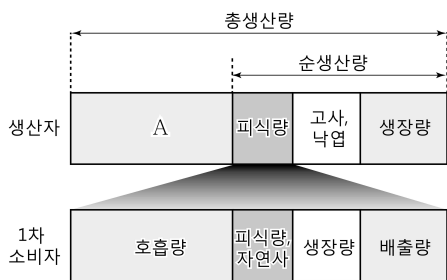 총생산량
순생산량
생산자
A
피식량
고사,
낙엽
생장량
1차
소비자
호흡량
피식량,
자연사
생장량
배출량